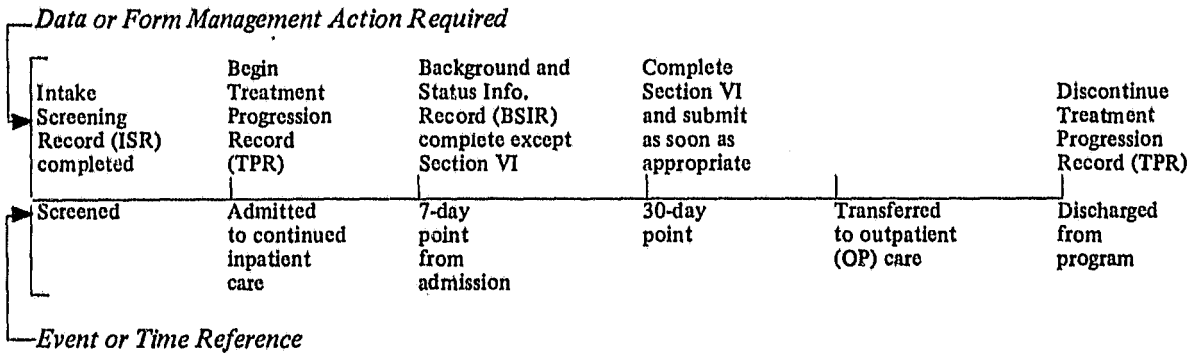 Data or Form Management Action Required
Intake
Screening
Record (ISR)
completed
Begin
Treatment
Progression
Record
(TPR)
Background and
Status Info.
Record (BSIR)
complete except
Section VI
Complete
Section VI
and submit
as soon as
appropriate
Discontinue
Treatment
Progression
Record (TPR)
Screened
Admitted
to continued
inpatient
care
7-day
point
from
admission
30-day
point
Transferred
to outpatient
(OP) care
Discharged
from
program
Event or Time Reference